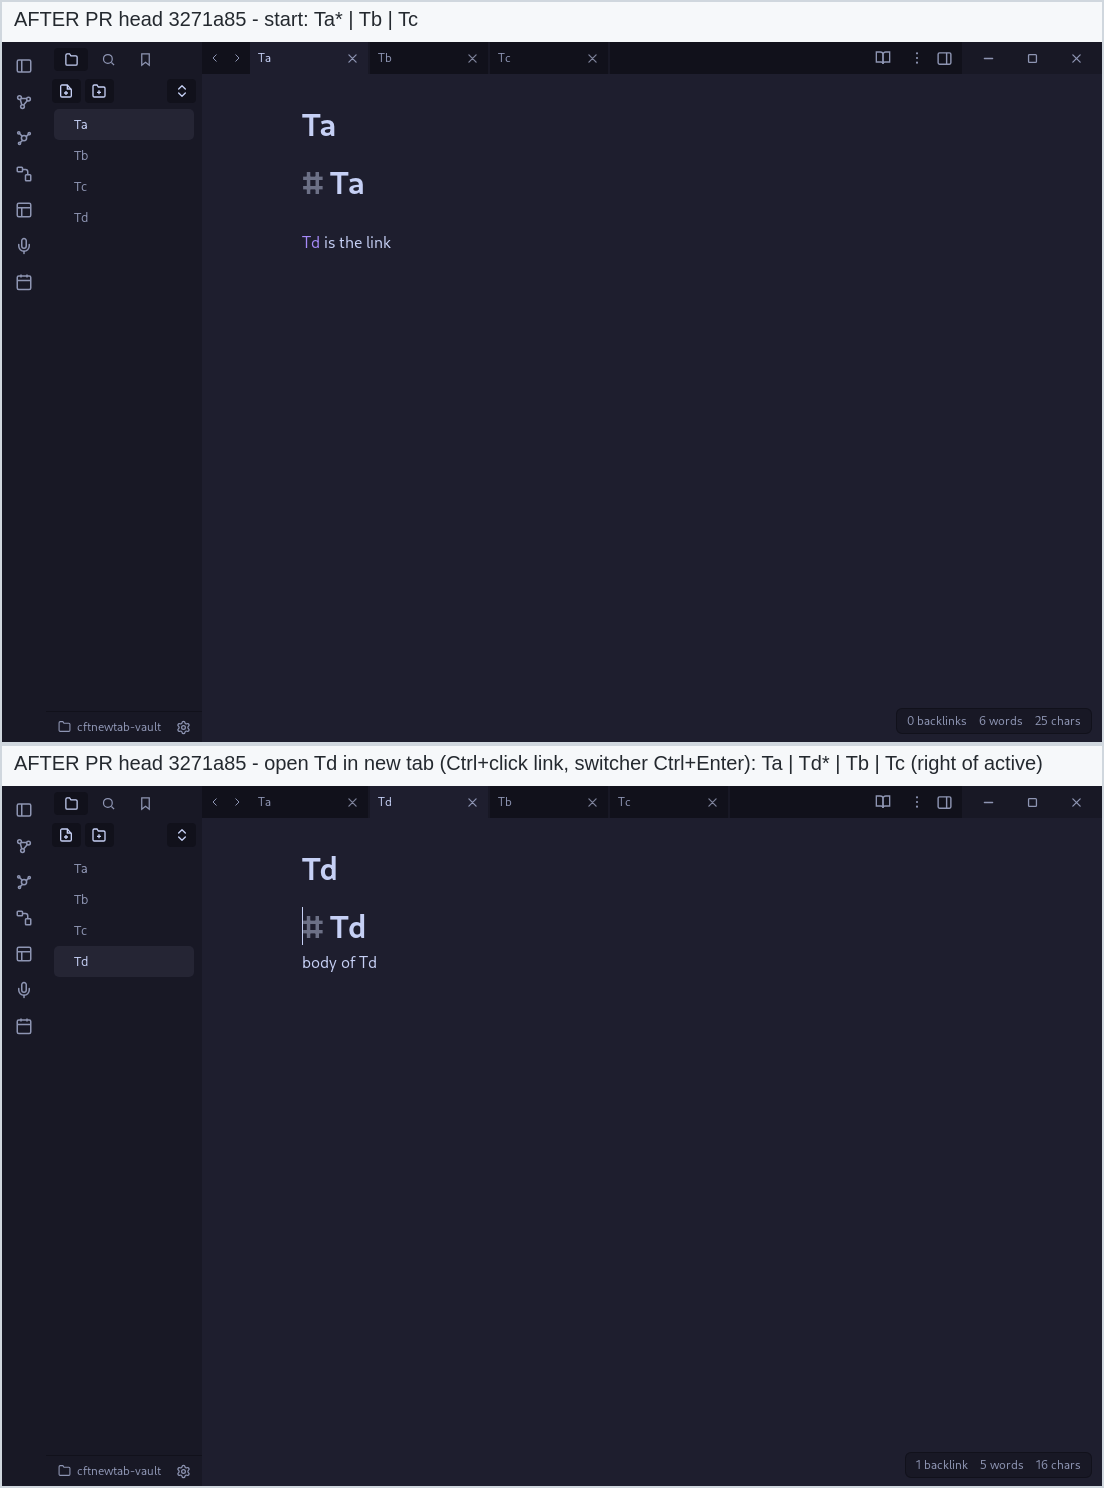 AFTER PR head 3271a85 - start: Ta* | Tb | Tc
Ta
Tb
Tc
Ta
Tb
Tc
Td
Ta
# Ta
Td is the link
cftnewtab-vault
0 backlinks 6 words 25 chars
AFTER PR head 3271a85 - open Td in new tab (Ctrl+click link, switcher Ctrl+Enter): Ta | Td* | Tb | Tc (right of active)
Ta
Td
Tb
Tc
Ta
Tb
Tc
Td
Td
# Td
body of Td
cftnewtab-vault
1 backlink 5 words 16 chars